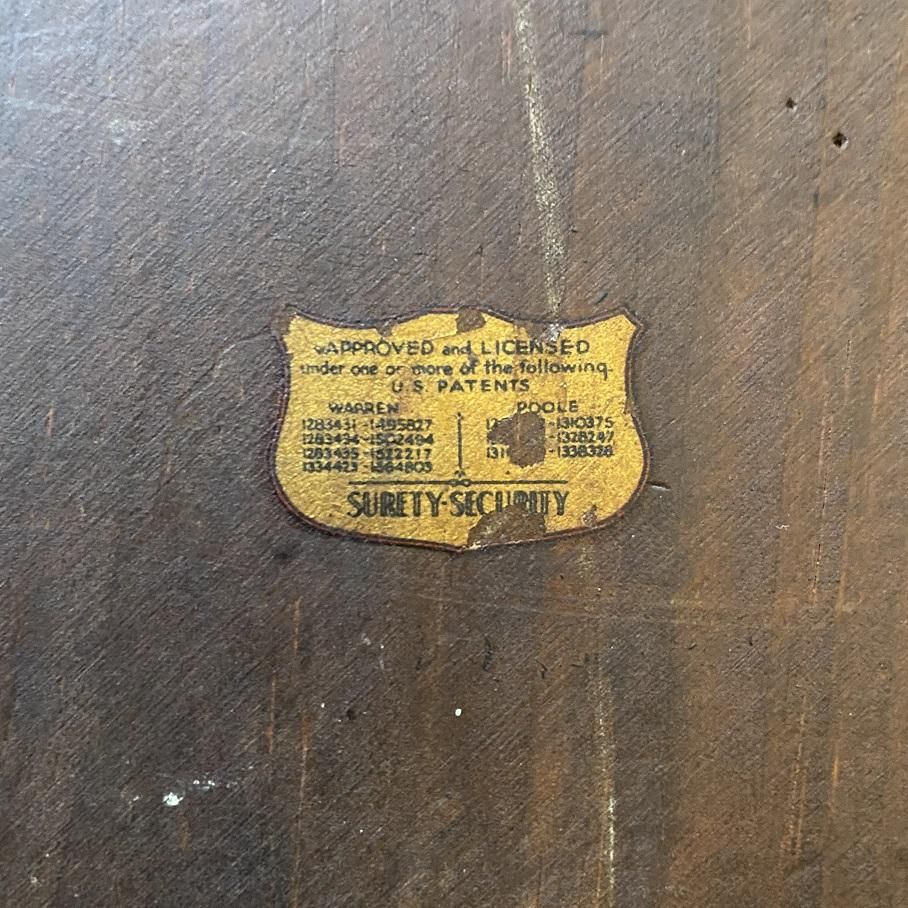 APPROVED and LICENSED
under one or more of the following
U.S. PATENTS
WARREN POOLE
1283431-1495827 -1310375
1283434-1502494 -1328247
1283435-1522217 -1338328
1334423-1564803
SURETY-SECURITY